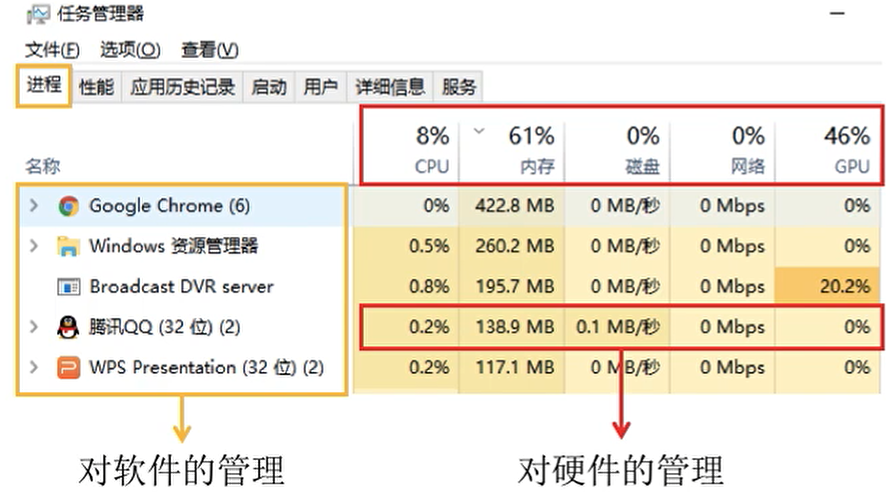 任务管理器
文件(F) 选项(O) 查看(V)
进程 性能 应用历史记录 启动 用户 详细信息 服务
8% 61% 0% 0% 46%
名称 CPU 内存 磁盘 网络 GPU
Google Chrome (6) 0% 422.8 MB 0 MB/秒 0 Mbps 0%
Windows 资源管理器 0.5% 260.2 MB 0 MB/秒 0 Mbps 0%
Broadcast DVR server 0.8% 195.7 MB 0 MB/秒 0 Mbps 20.2%
腾讯QQ (32 位) (2) 0.2% 138.9 MB 0.1 MB/秒 0 Mbps 0%
WPS Presentation (32 位) (2) 0.2% 117.1 MB 0 MB/秒 0 Mbps 0%
对软件的管理 对硬件的管理